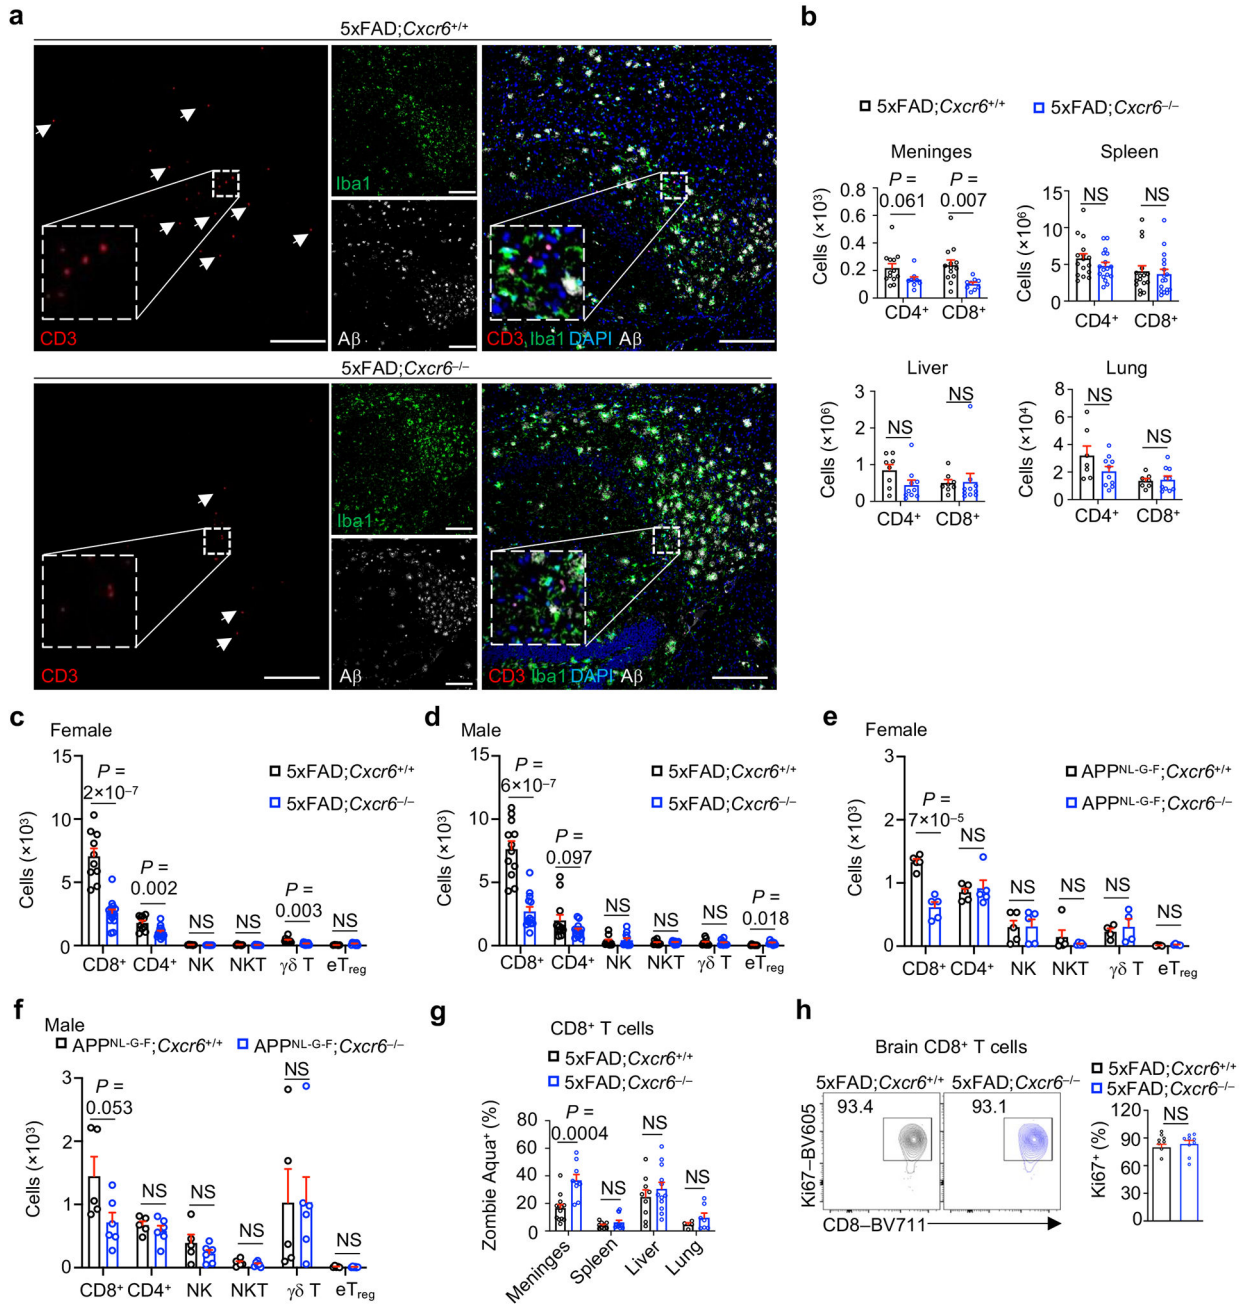 a
5xFAD;Cxcr6+/+
Iba1
CD3
Aβ
CD3 Iba1 DAPI Aβ
5xFAD;Cxcr6–/–
Iba1
CD3
Aβ
CD3 Iba1 DAPI Aβ
b
5xFAD;Cxcr6+/+
5xFAD;Cxcr6–/–
Meninges
Cells (×10³)
0.8
0.6
0.4
0.2
0
P =
0.061
P =
0.007
CD4+
CD8+
Spleen
Cells (×10⁶)
15
10
5
0
NS
NS
CD4+
CD8+
Liver
Cells (×10⁶)
3
2
1
0
NS
NS
CD4+
CD8+
Lung
Cells (×10⁴)
8
6
4
2
0
NS
NS
CD4+
CD8+
c
Female
5xFAD;Cxcr6+/+
5xFAD;Cxcr6–/–
Cells (×10³)
15
10
5
0
P =
2×10–7
P =
0.002
NS
NS
P =
0.003
NS
CD8+
CD4+
NK
NKT
γδ T
eTreg
d
Male
5xFAD;Cxcr6+/+
5xFAD;Cxcr6–/–
Cells (×10³)
15
10
5
0
P =
6×10–7
P =
0.097
NS
NS
NS
P =
0.018
CD8+
CD4+
NK
NKT
γδ T
eTreg
e
Female
APPNL-G-F;Cxcr6+/+
APPNL-G-F;Cxcr6–/–
Cells (×10³)
3
2
1
0
P =
7×10–5
NS
NS
NS
NS
NS
CD8+
CD4+
NK
NKT
γδ T
eTreg
f
Male
APPNL-G-F;Cxcr6+/+
APPNL-G-F;Cxcr6–/–
Cells (×10³)
3
2
1
0
P =
0.053
NS
NS
NS
NS
NS
CD8+
CD4+
NK
NKT
γδ T
eTreg
g
CD8+ T cells
5xFAD;Cxcr6+/+
5xFAD;Cxcr6–/–
Zombie Aqua+ (%)
80
60
40
20
0
P =
0.0004
NS
NS
NS
Meninges
Spleen
Liver
Lung
h
Brain CD8+ T cells
5xFAD;Cxcr6+/+
5xFAD;Cxcr6–/–
93.4
93.1
Ki67–BV605
CD8–BV711
5xFAD;Cxcr6+/+
5xFAD;Cxcr6–/–
Ki67+ (%)
120
90
60
30
0
NS